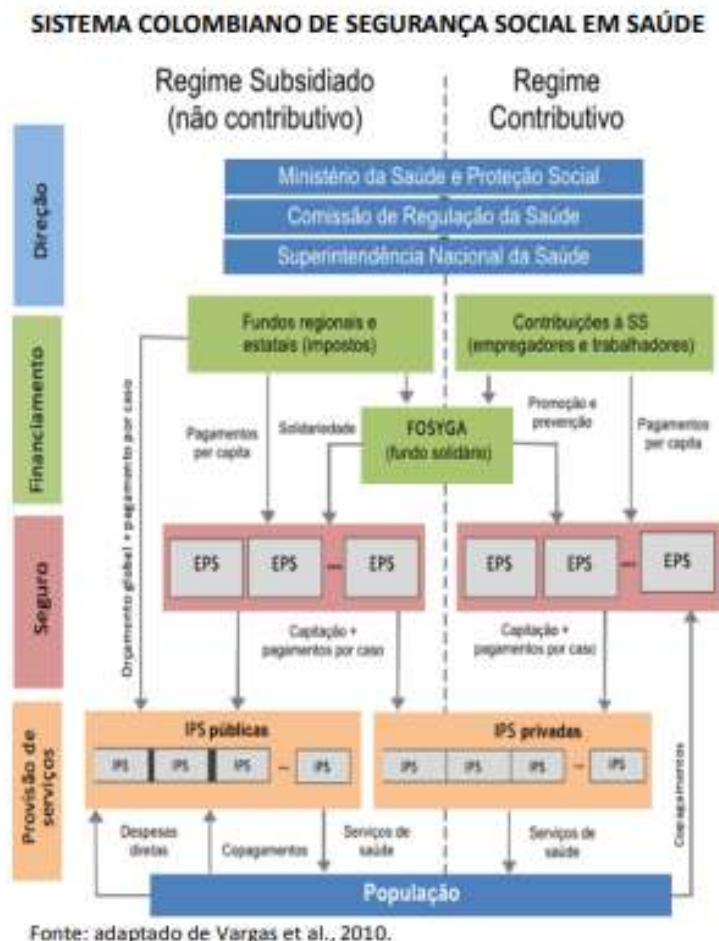 SISTEMA COLOMBIANO DE SEGURANÇA SOCIAL EM SAÚDE
Regime Subsidiado
(não contributivo)
Regime
Contributivo
Direção
Ministério da Saúde e Proteção Social
Comissão de Regulação da Saúde
Superintendência Nacional da Saúde
Financiamento
Fundos regionais e
estatais (impostos)
Contribuições á SS
(empregadores e trabalhadores)
Orçamento global + pagamento por caso
Pagamentos
per capita
Solidariedade
FOSYGA
(fundo solidário)
Promoção e
prevenção
Pagamentos
per capita
Seguro
EPS
EPS
EPS
EPS
EPS
EPS
Capitação +
pagamentos por caso
Capitação +
pagamentos por caso
Provisão de
serviços
IPS públicas
IPS
IPS
IPS
IPS
IPS privadas
IPS
IPS
IPS
IPS
Copagamentos
Despesas
diretas
Copagamentos
Serviços de
saúde
Serviços de
saúde
População
Fonte: adaptado de Vargas et al., 2010.